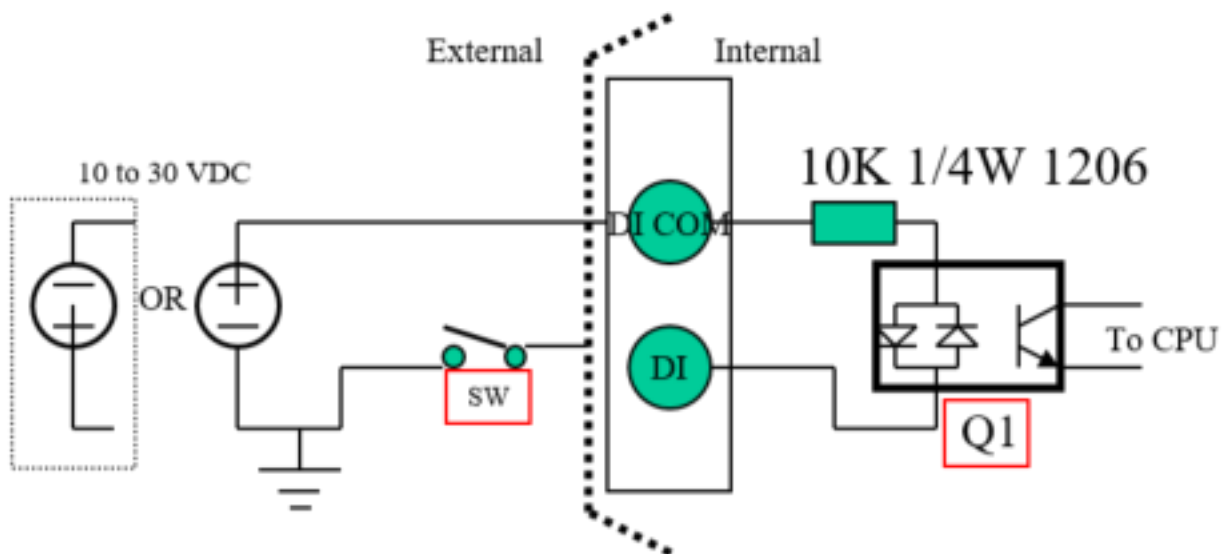 External
Internal
10 to 30 VDC
10K 1/4W 1206
DI COM
OR
DI
SW
To CPU
Q1